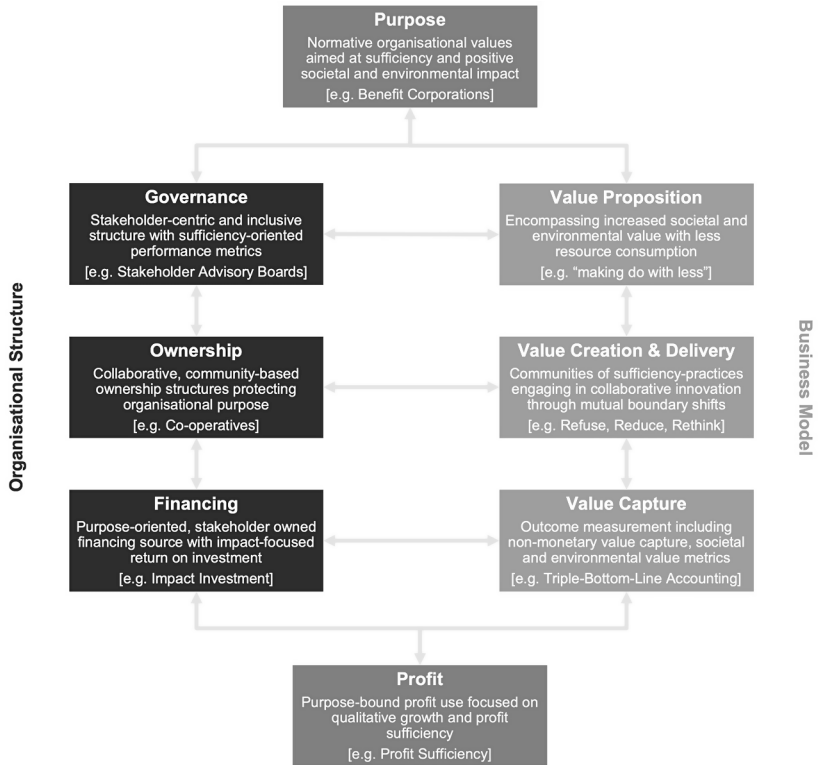 Purpose
Normative organisational values
aimed at sufficiency and positive
societal and environmental impact
[e.g. Benefit Corporations]
Organisational Structure
Governance
Stakeholder-centric and inclusive
structure with sufficiency-oriented
performance metrics
[e.g. Stakeholder Advisory Boards]
Value Proposition
Encompassing increased societal and
environmental value with less
resource consumption
[e.g. “making do with less”]
Ownership
Collaborative, community-based
ownership structures protecting
organisational purpose
[e.g. Co-operatives]
Value Creation & Delivery
Communities of sufficiency-practices
engaging in collaborative innovation
through mutual boundary shifts
[e.g. Refuse, Reduce, Rethink]
Business Model
Financing
Purpose-oriented, stakeholder owned
financing source with impact-focused
return on investment
[e.g. Impact Investment]
Value Capture
Outcome measurement including
non-monetary value capture, societal
and environmental value metrics
[e.g. Triple-Bottom-Line Accounting]
Profit
Purpose-bound profit use focused on
qualitative growth and profit
sufficiency
[e.g. Profit Sufficiency]